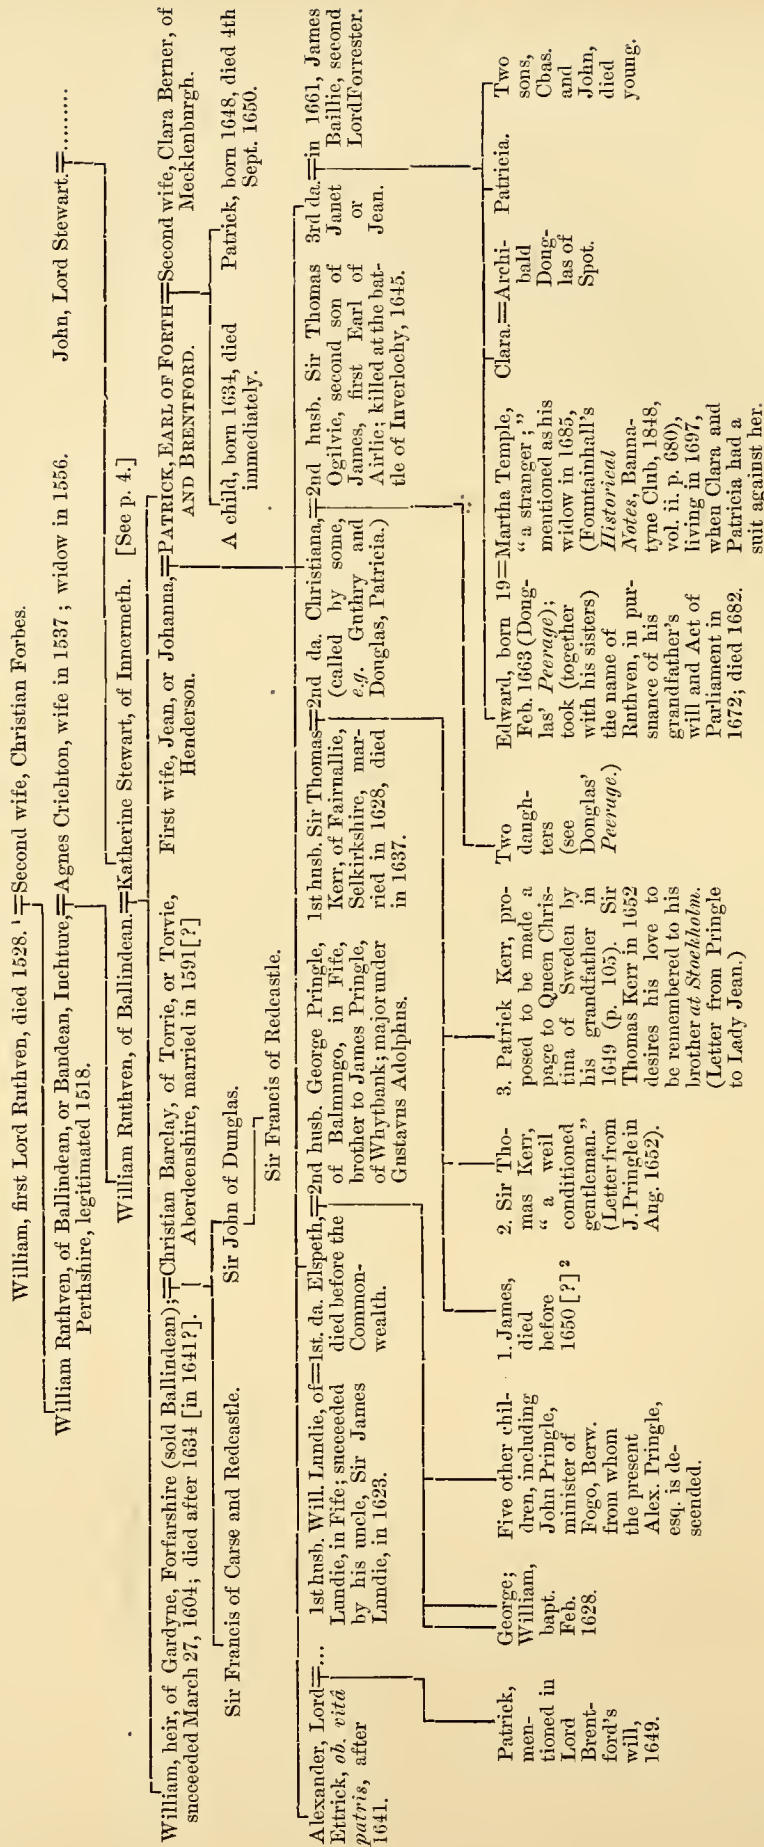 William, first Lord Ruthven, died 1528. ¹=Second wife, Christian Forbes.
William Ruthven, of Ballindean, or Bandean, Inchture,=Agnes Crichton, wife in 1537; widow in 1556.
Perthshire, legitimated 1518.
John, Lord Stewart.=.........
William Ruthven, of Ballindean.=Katherine Stewart, of Innermeth. [See p. 4.]
William, heir, of Gardyne, Forfarshire (sold Ballindean);=Christian Barclay, of Torrie, or Torvie,
succeeded March 27, 1604; died after 1634 [in 1641?].
Aberdeenshire, married in 1591[?]
First wife, Jean, or Johanna,=PATRICK, EARL OF FORTH=Second wife, Clara Berner, of
Henderson.
AND BRENTFORD.
Mecklenburgh.
Sir Francis of Carse and Redcastle.
Sir John of Dunglas.
Sir Francis of Redcastle.
A child, born 1634, died
immediately.
Patrick, born 1648, died 4th
Sept. 1650.
Alexander, Lord=...
Ettrick, ob. vitâ
patris, after
1641.
1st husb. Will. Lundie, of=1st. da. Elspeth,=2nd husb. George Pringle,
Lundie, in Fife; succeeded
by his uncle, Sir James
Lundie, in 1623.
died before the
Common-
wealth.
of Balmungo, in Fife,
brother to James Pringle,
of Whytbank; major under
Gustavus Adolphus.
1st husb. Sir Thomas=2nd da. Christiana,=2nd husb. Sir Thomas
Kerr, of Fairnallie,
Selkirkshire, mar-
ried in 1628, died
in 1637.
(called by some,
e.g. Guthry and
Douglas, Patricia.)
Ogilvie, second son of
James, first Earl of
Airlie; killed at the bat-
tle of Inverlochy, 1645.
3rd da.=in 1661, James
Janet
or
Jean.
Baillie, second
Lord Forrester.
Patrick,
men-
tioned in
Lord
Brent-
ford's
will,
1649.
George;
William,
bapt.
Feb.
1628.
Five other chil-
dren, including
John Pringle,
minister of
Fogo, Berw.
from whom
the present
Alex. Pringle,
esq. is de-
scended.
1. James,
died
before
1650 [?] ²
2. Sir Tho-
mas Kerr,
"a weil
conditioned
gentleman."
(Letter from
J. Pringle in
Aug. 1652).
3. Patrick Kerr, pro-
posed to be made a
page to Queen Chris-
tina of Sweden by
his grandfather in
1649 (p. 105). Sir
Thomas Kerr in 1652
desires his love to
be remembered to his
brother at Stockholm.
(Letter from Pringle
to Lady Jean.)
Two
daugh-
ters
(see
Douglas'
Peerage.)
Edward, born 19=Martha Temple,
Feb. 1663 (Doug-
las' Peerage);
took (together
with his sisters)
the name of
Ruthven, in pur-
suance of his
grandfather's
will and Act of
Parliament in
1672; died 1682.
"a stranger;"
mentioned as his
widow in 1685,
(Fountainhall's
Historical
Notes, Banna-
tyne Club, 1848,
vol. ii. p. 680),
living in 1697,
when Clara and
Patricia had a
suit against her.
Clara.=Archi-
bald
Doug-
las of
Spot.
Patricia.
Two
sons,
Chas.
and
John,
died
young.